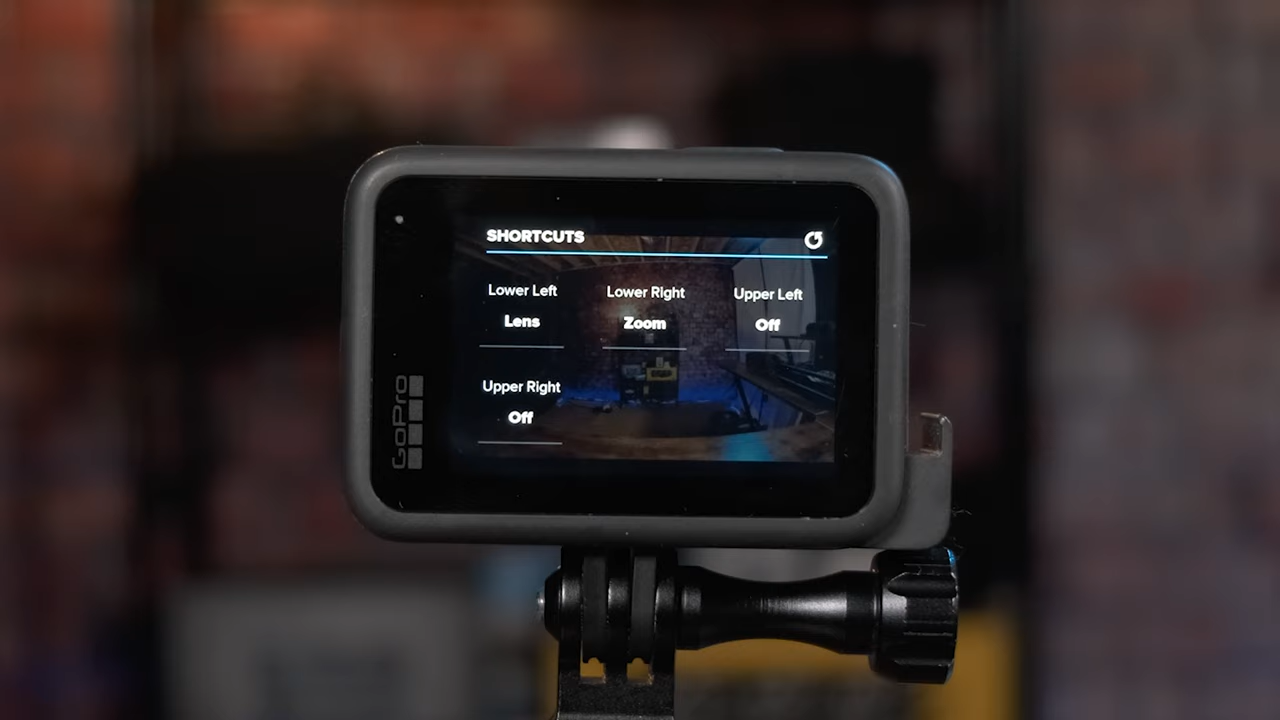 SHORTCUTS
Lower Left
Lens
Lower Right
Zoom
Upper Left
Off
Upper Right
Off
GoPro